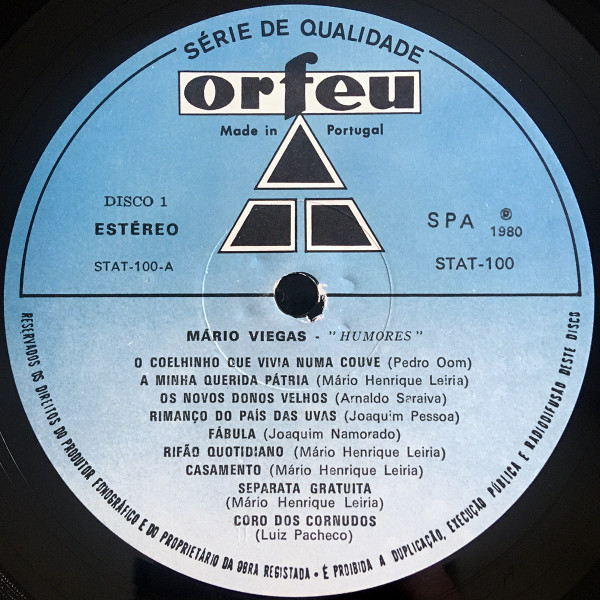 SÉRIE DE QUALIDADE
orfeu
Made in Portugal
DISCO 1
ESTÉREO
STAT-100-A
SPA ℗ 1980
STAT-100
MÁRIO VIEGAS - "HUMORES"
O COELHINHO QUE VIVIA NUMA COUVE (Pedro Oom)
A MINHA QUERIDA PÁTRIA (Mário Henrique Leiria)
OS NOVOS DONOS VELHOS (Arnaldo Saraiva)
RIMANÇO DO PAÍS DAS UVAS (Joaquim Pessoa)
FÁBULA (Joaquim Namorado)
RIFÃO QUOTIDIANO (Mário Henrique Leiria)
CASAMENTO (Mário Henrique Leiria)
SEPARATA GRATUITA
(Mário Henrique Leiria)
CORO DOS CORNUDOS
(Luiz Pacheco)
RESERVADOS OS DIREITOS DO PRODUTOR FONOGRÁFICO E DO PROPRIETÁRIO DA OBRA REGISTADA • É PROIBIDA A DUPLICAÇÃO, EXECUÇÃO PÚBLICA E RADIODIFUSÃO DESTE DISCO